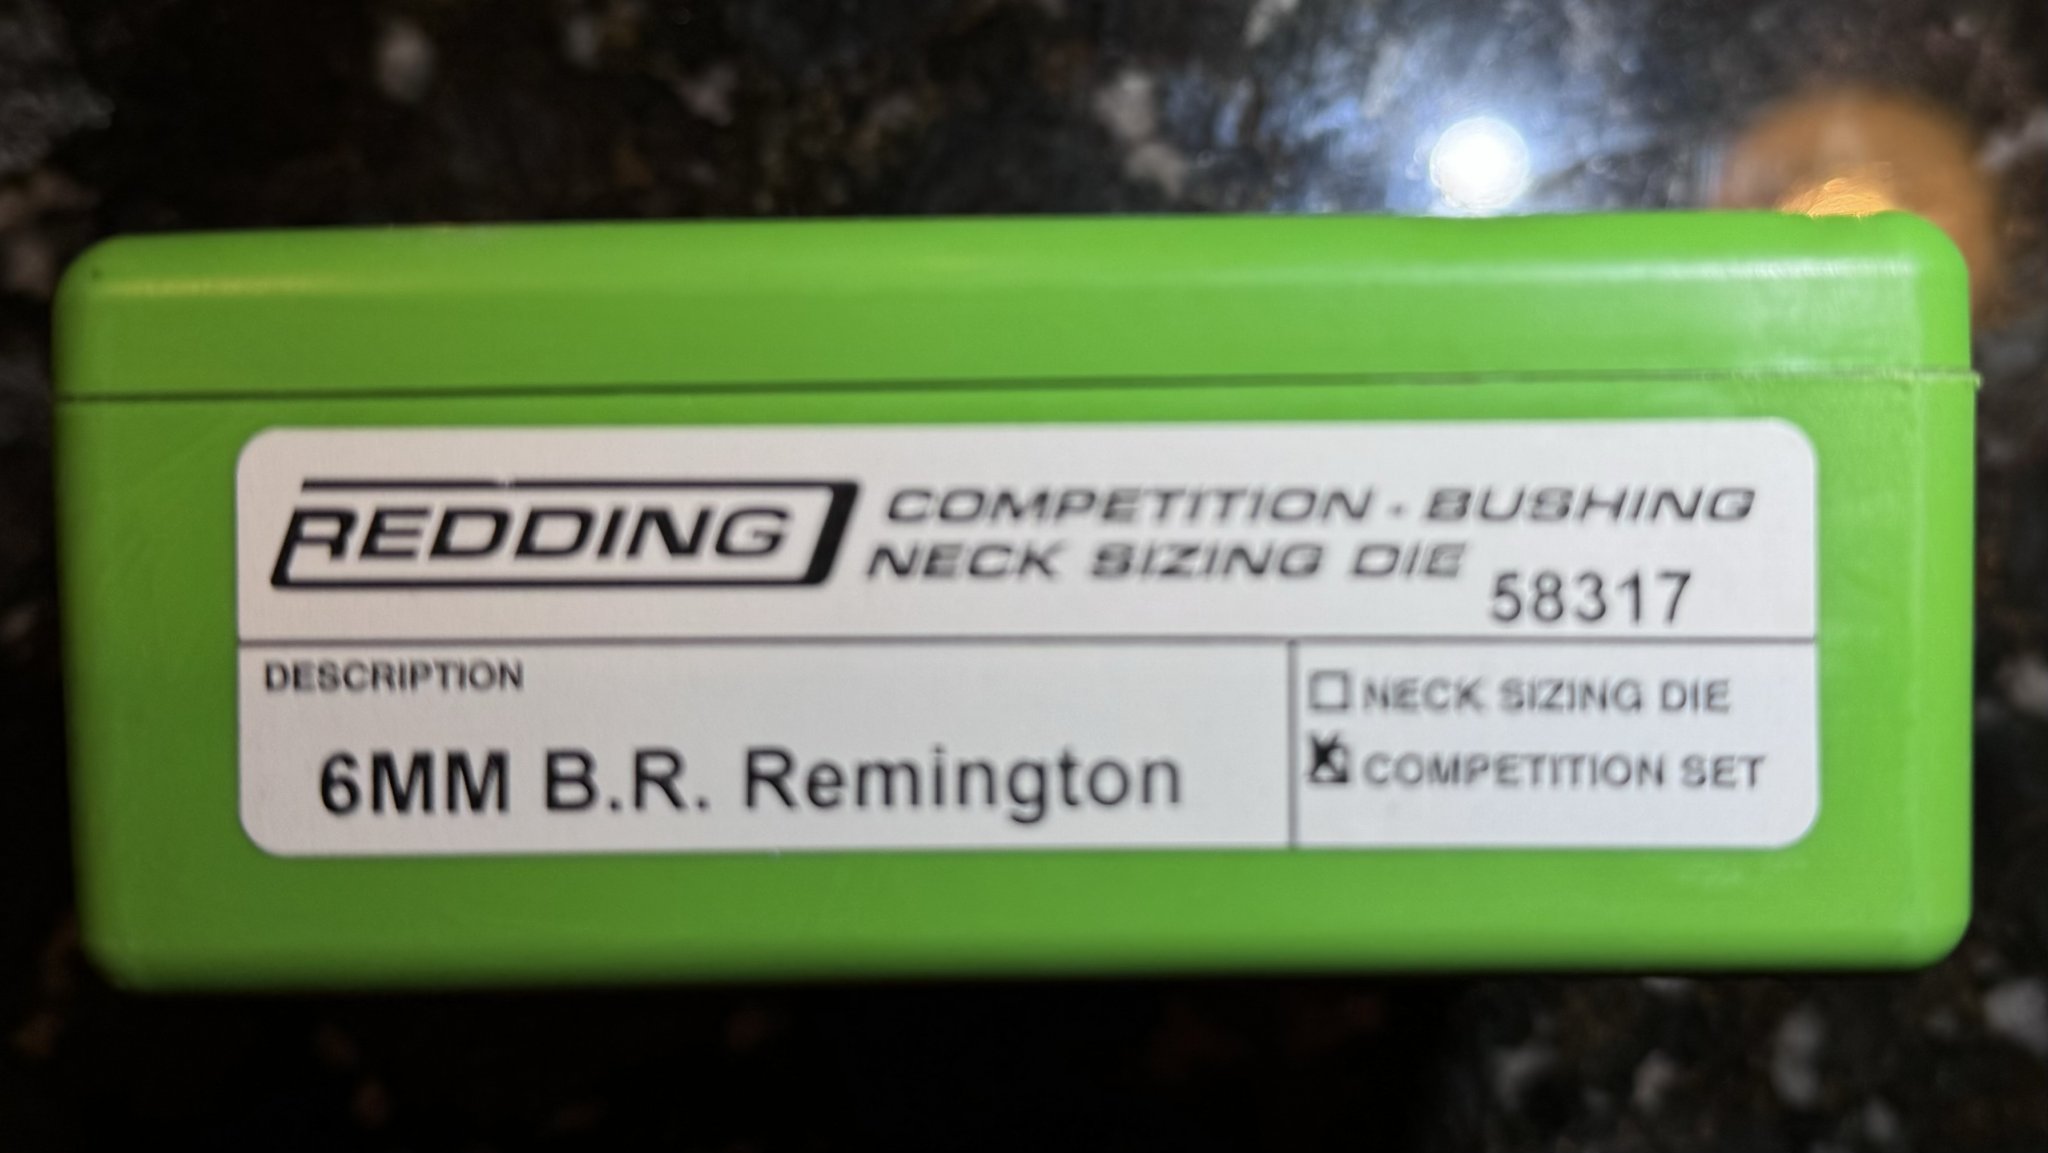 REDDING
COMPETITION - BUSHING
NECK SIZING DIE
58317
DESCRIPTION
6MM B.R. Remington
NECK SIZING DIE
COMPETITION SET